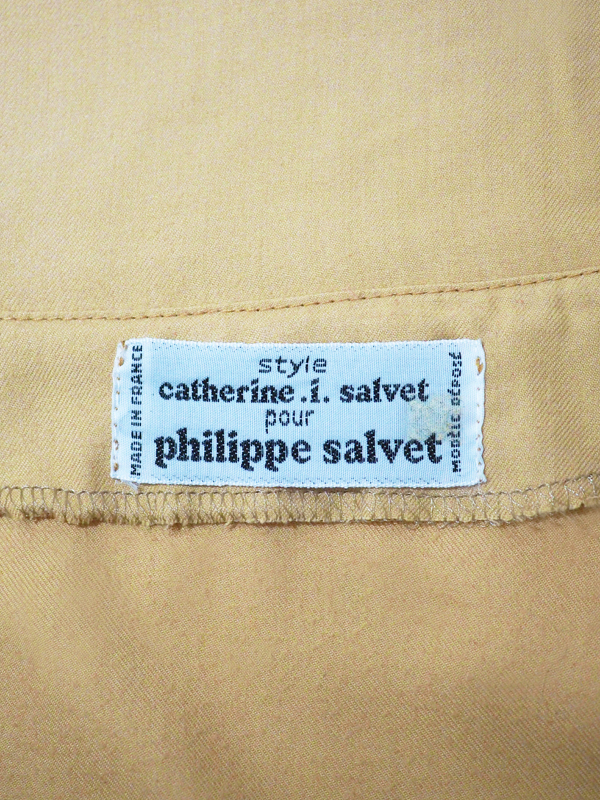 MADE IN FRANCE
style
catherine.i. salvet
pour
philippe salvet
MODÈLE DÉPOSÉ